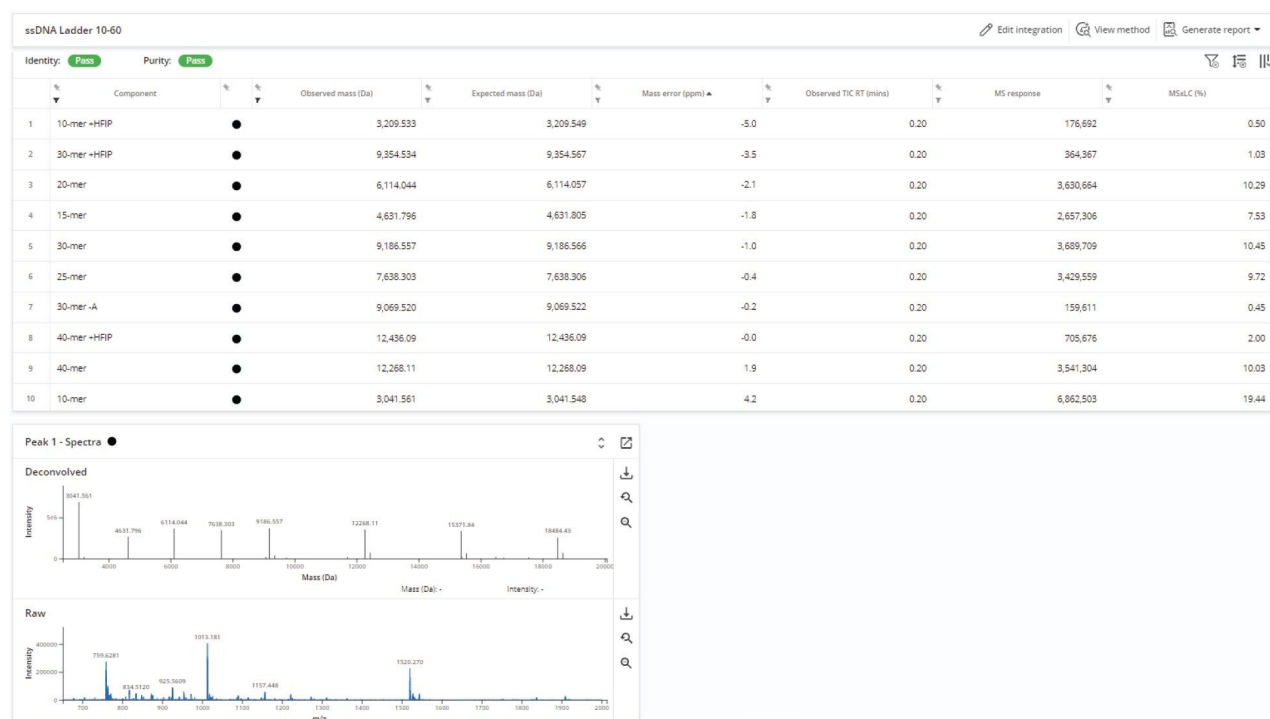 ssDNA Ladder 10-60 Edit integration View method Generate report
Identity: Pass Purity: Pass
Component Observed mass (Da) Expected mass (Da) Mass error (ppm) Observed TIC RT (mins) MS response MSxLC (%)
1 10-mer +HFIP 3,209.533 3,209.549 -5.0 0.20 176,692 0.50
2 30-mer +HFIP 9,354.534 9,354.567 -3.5 0.20 364,367 1.03
3 20-mer 6,114.044 6,114.057 -2.1 0.20 3,630,664 10.29
4 15-mer 4,631.796 4,631.805 -1.8 0.20 2,657,306 7.53
5 30-mer 9,186.557 9,186.566 -1.0 0.20 3,689,709 10.45
6 25-mer 7,638.303 7,638.306 -0.4 0.20 3,429,559 9.72
7 30-mer -A 9,069.520 9,069.522 -0.2 0.20 159,611 0.45
8 40-mer +HFIP 12,436.09 12,436.09 -0.0 0.20 705,676 2.00
9 40-mer 12,268.11 12,268.09 1.9 0.20 3,541,304 10.03
10 10-mer 3,041.561 3,041.548 4.2 0.20 6,862,503 19.44
Peak 1 - Spectra
Deconvolved
Intensity
3041.561
5e6
4631.796 6114.044 7638.303 9186.557 12268.11 15371.84 18484.43
0
4000 6000 8000 10000 12000 14000 16000 18000 20000
Mass (Da)
Mass (Da): - Intensity: -
Raw
Intensity
400000
200000
0
759.6281 834.5120 925.5609 1013.181 1157.448 1520.270
700 800 900 1000 1100 1200 1300 1400 1500 1600 1700 1800 1900 2000
m/z